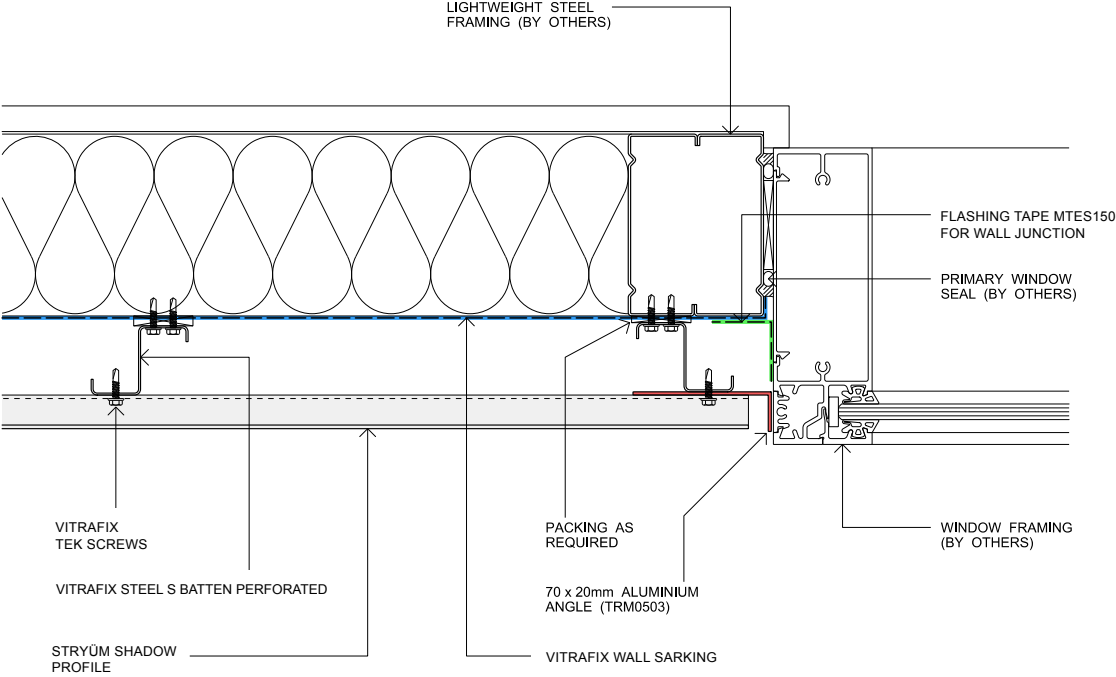 LIGHTWEIGHT STEEL
FRAMING (BY OTHERS)
FLASHING TAPE MTES150
FOR WALL JUNCTION
PRIMARY WINDOW
SEAL (BY OTHERS)
VITRAFIX
TEK SCREWS
PACKING AS
REQUIRED
WINDOW FRAMING
(BY OTHERS)
VITRAFIX STEEL S BATTEN PERFORATED
70 x 20mm ALUMINIUM
ANGLE (TRM0503)
STRYÜM SHADOW
PROFILE
VITRAFIX WALL SARKING